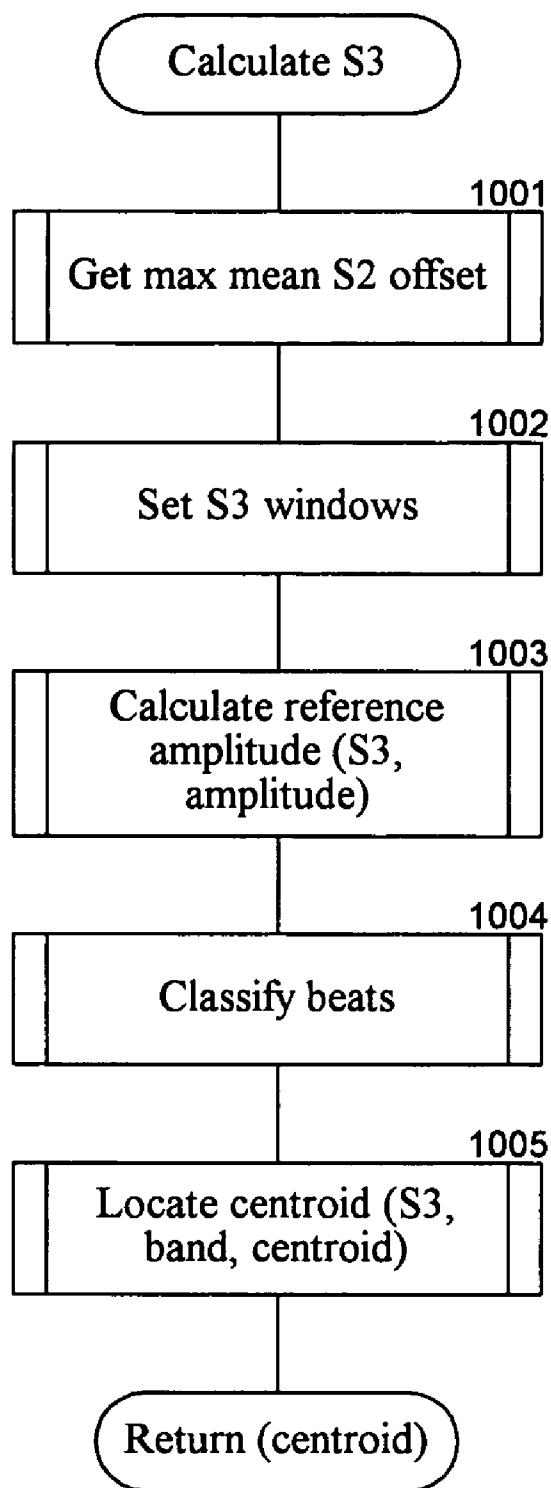 Calculate S3
1001
Get max mean S2 offset
1002
Set S3 windows
1003
Calculate reference
amplitude (S3,
amplitude)
1004
Classify beats
1005
Locate centroid (S3,
band, centroid)
Return (centroid)